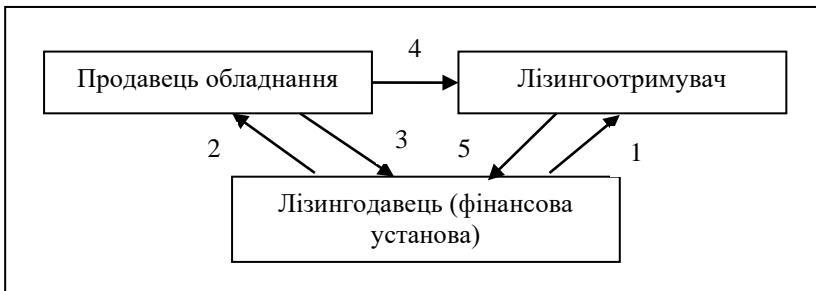 4
Продавець обладнання
Лізингоотримувач
2
3
5
1
Лізингодавець (фінансова
установа)